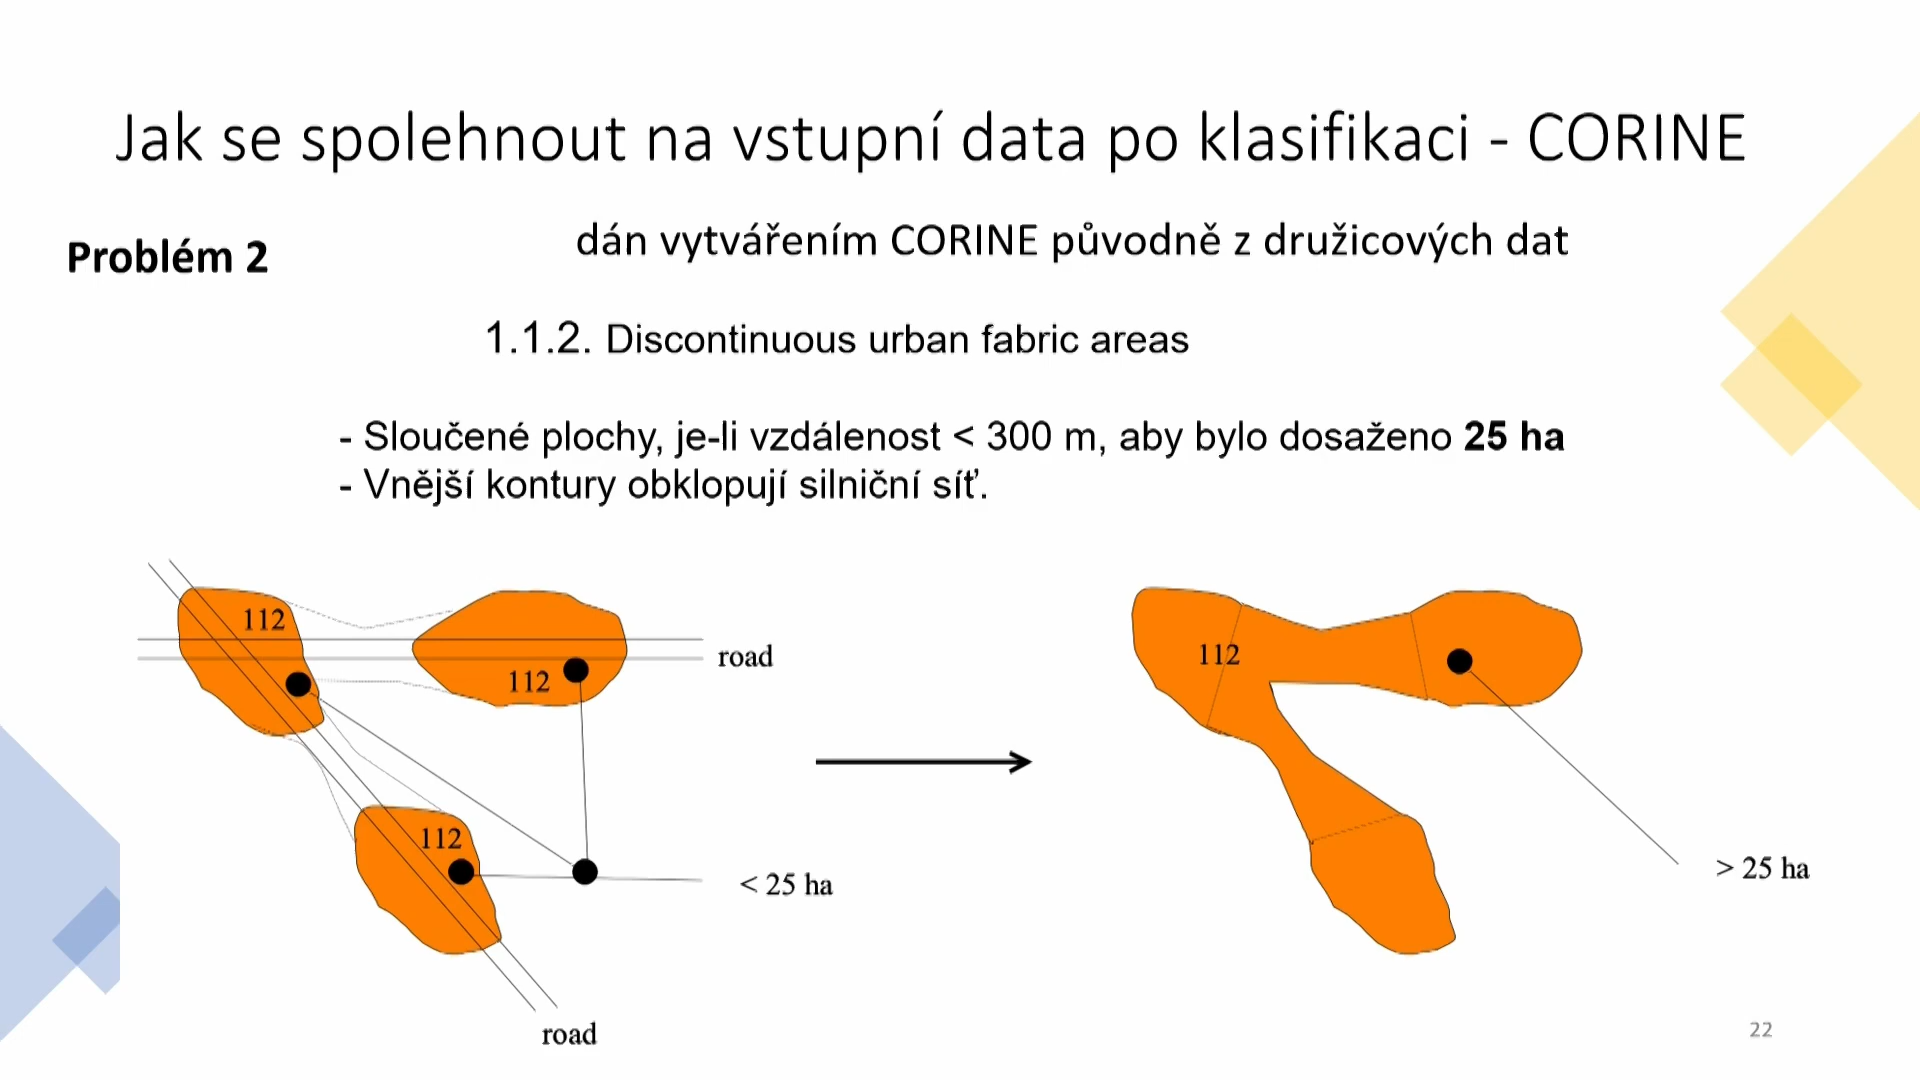 Jak se spolehnout na vstupní data po klasifikaci - CORINE
Problém 2
dán vytvářením CORINE původně z družicových dat
1.1.2. Discontinuous urban fabric areas
- Sloučené plochy, je-li vzdálenost < 300 m, aby bylo dosaženo 25 ha
- Vnější kontury obklopují silniční síť.
112
112
road
112
< 25 ha
road
112
> 25 ha
22